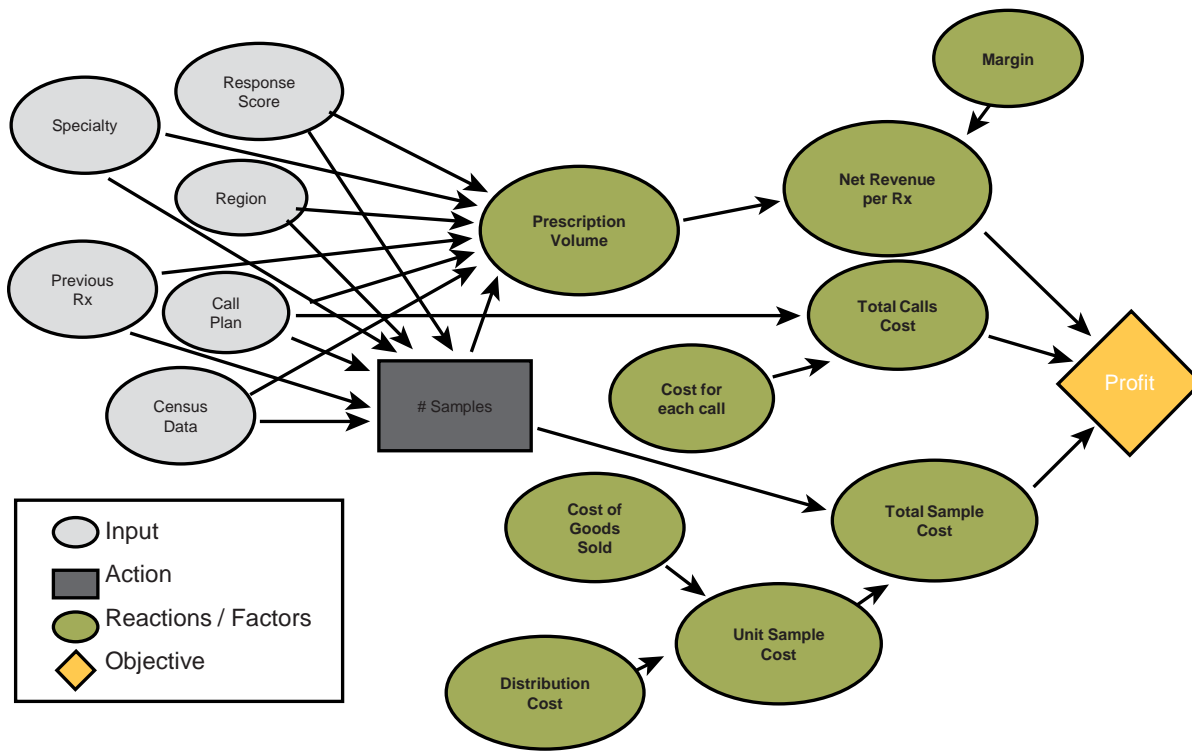 Margin
Response
Score
Specialty
Region
Net Revenue
per Rx
Prescription
Volume
Previous
Rx
Call
Plan
Total Calls
Cost
Profit
Cost for
each call
Census
Data
# Samples
Cost of
Goods
Sold
Total Sample
Cost
Unit Sample
Cost
Distribution
Cost
Input
Action
Reactions / Factors
Objective